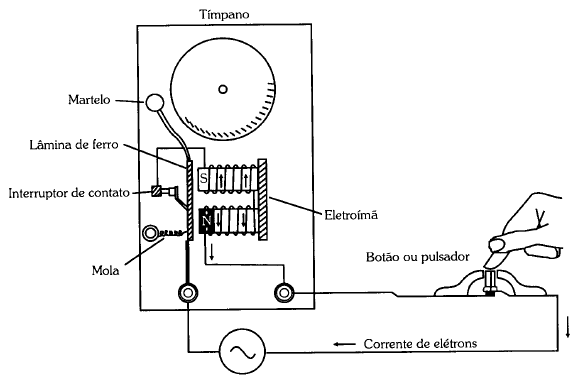 Tímpano
Martelo
Lâmina de ferro
Interruptor de contato
Mola
S
N
Eletroímã
Botão ou pulsador
Corrente de elétrons